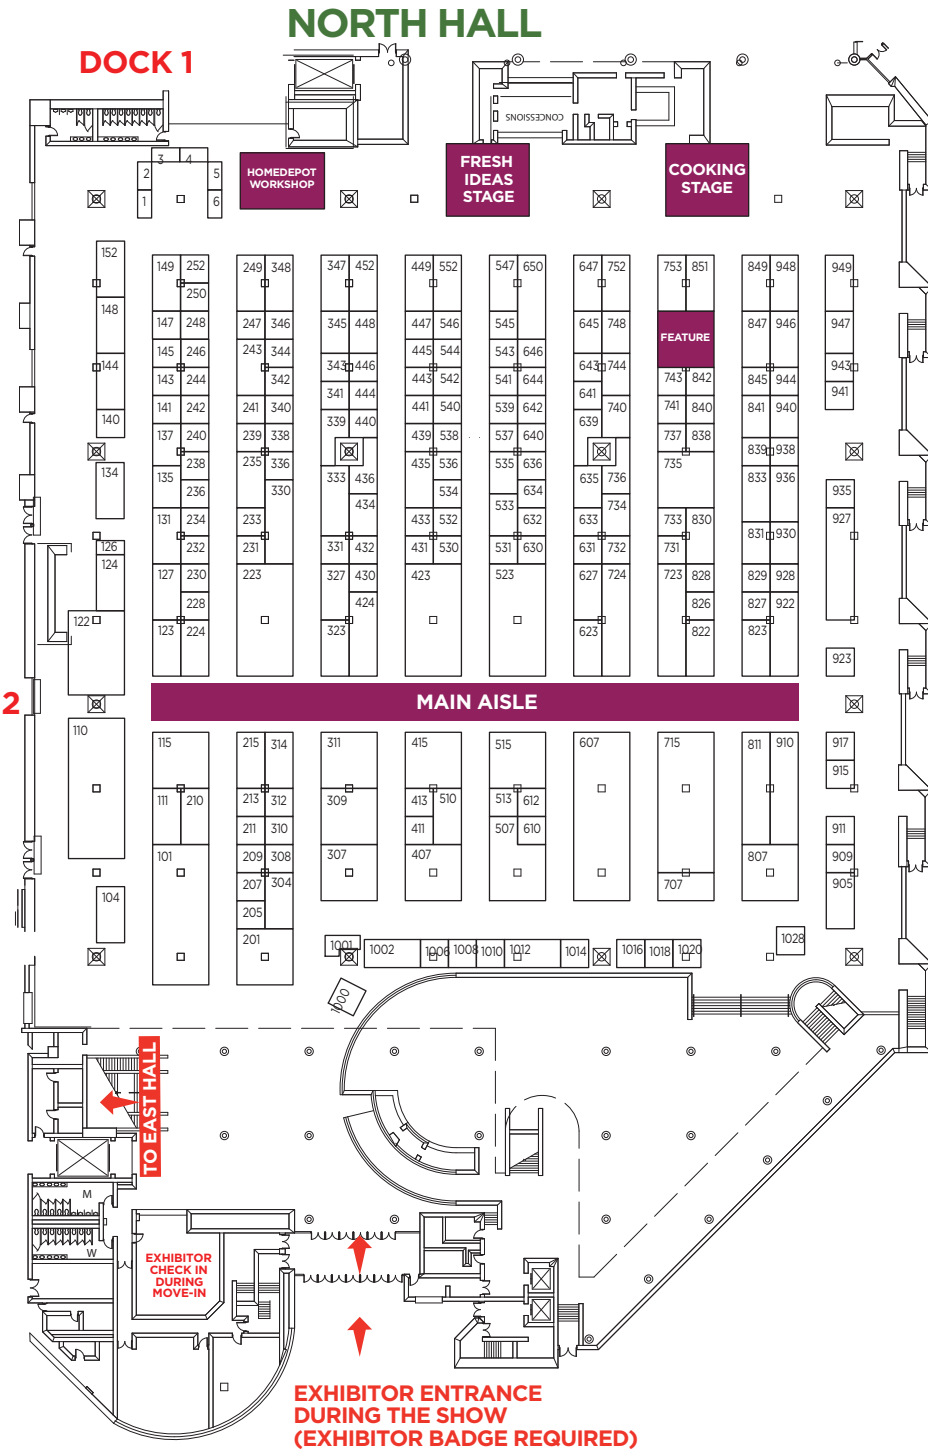 NORTH HALL
DOCK 1
CONCESSIONS
3 4
2 5
1 6
HOMEDEPOT
WORKSHOP
FRESH
IDEAS
STAGE
COOKING
STAGE
152
149 252 249 348 347 452 449 552 547 650 647 752 753 851 849 948 949
250
148
147 248 247 346 345 448 447 546 545 645 748 FEATURE 847 946 947
145 246 243 344 343 446 445 544 543 646 643 744
144
143 244 342 443 542 541 644 743 842 845 944 943
341 444 641 941
140
141 242 241 340 339 440 441 540 539 642 639 740 741 840 841 940
137 240 239 338 439 538 537 640 737 838 839 938
134
238 235 336 435 536 535 636 735
135 333 436 635 736 833 936
236 330 534 634 935
434 533 734
131 234 233 433 532 632 633 733 830 927
831 930
126
232 231 331 432 431 530 531 630 631 732 731
124
127 230 223 327 430 423 523 627 724 723 828 829 928
228 424 826 827 922
122
123 224 323 623 822 823
923
2
MAIN AISLE
110
115 215 314 311 415 515 607 715 811 910 917
915
111 210 213 312 309 413 510 513 612
211 310 411 507 610 911
101 209 308 307 407 807 909
207 304 707 905
104
205
201 1001 1002 1006 1008 1010 1012 1014 1016 1018 1020 1028
1000
TO EAST HALL
M
W
EXHIBITOR
CHECK IN
DURING
MOVE-IN
EXHIBITOR ENTRANCE
DURING THE SHOW
(EXHIBITOR BADGE REQUIRED)